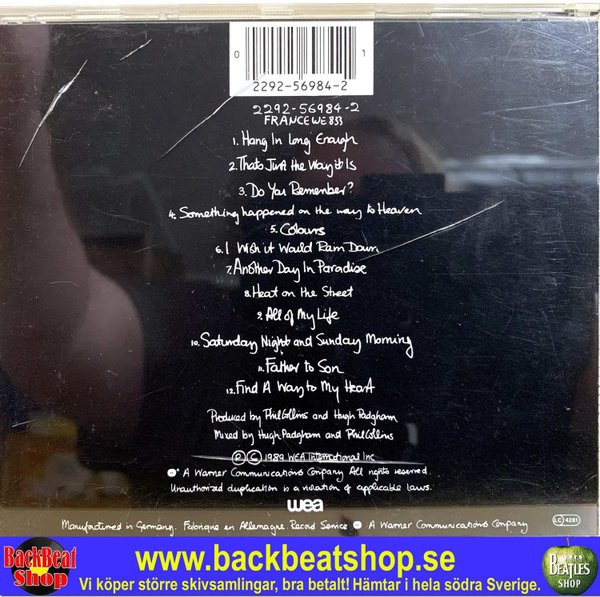 0 1
2292-56984-2
2292-56984-2
FRANCE WE 833
1. Hang In Long Enough
2. Thats Just the Way it Is
3. Do You Remember?
4. Something happened on the way to Heaven
5. Colours
6. I Wish it Would Rain Down
7. Another Day In Paradise
8. Heat on the Street
9. All of My Life
10. Saturday Night and Sunday Morning
11. Father to Son
12. Find A Way to My Heart
Produced by Phil Collins and Hugh Padgham
Mixed by Hugh Padgham and Phil Collins
Ⓟ © 1989 WEA International Inc
A Warner Communications Company All rights reserved.
Unauthorized duplication is a violation of applicable laws.
wea
Manufactured in Germany. Fabriqué en Allemagne Record Service A Warner Communications Company
LC 4281
BackBeat Shop
www.backbeatshop.se
Vi köper större skivsamlingar, bra betalt! Hämtar i hela södra Sverige.
BEATLES SHOP